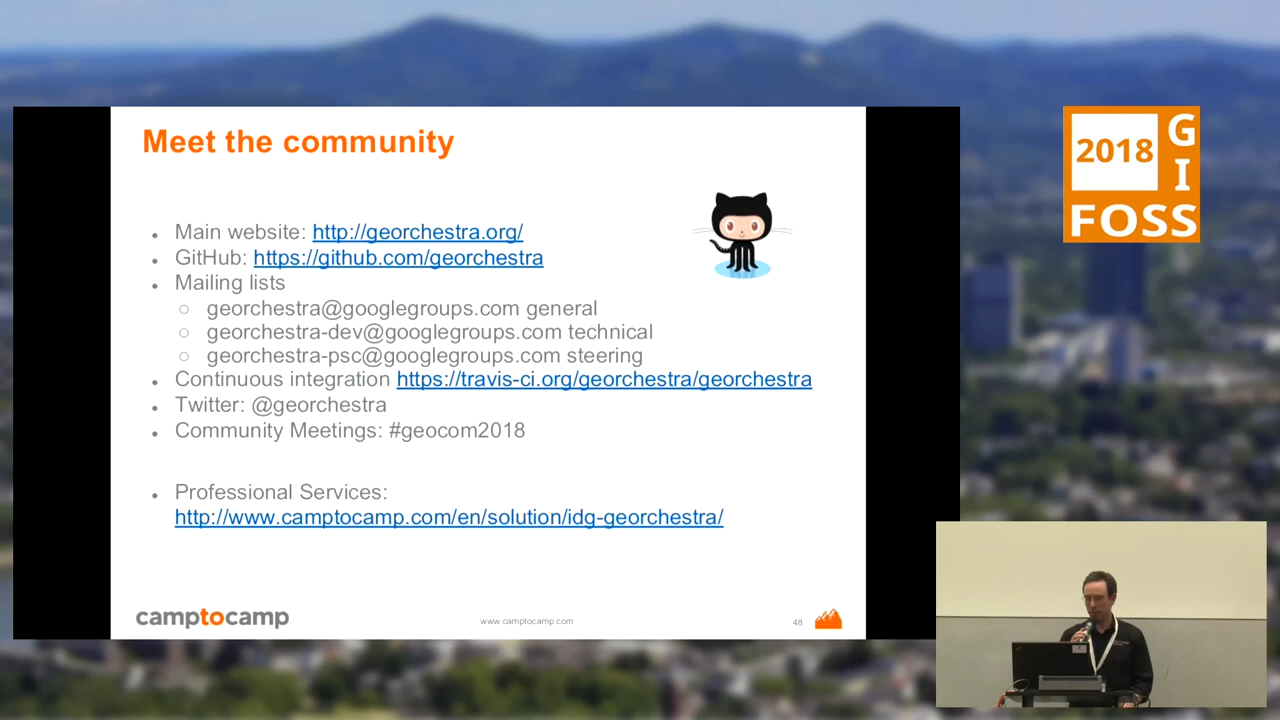 Meet the community
Main website: http://georchestra.org/
GitHub: https://github.com/georchestra
Mailing lists
georchestra@googlegroups.com general
georchestra-dev@googlegroups.com technical
georchestra-psc@googlegroups.com steering
Continuous integration https://travis-ci.org/georchestra/georchestra
Twitter: @georchestra
Community Meetings: #geocom2018
Professional Services:
http://www.camptocamp.com/en/solution/idg-georchestra/
camptocamp
www.camptocamp.com
48
2018
GI
FOSS